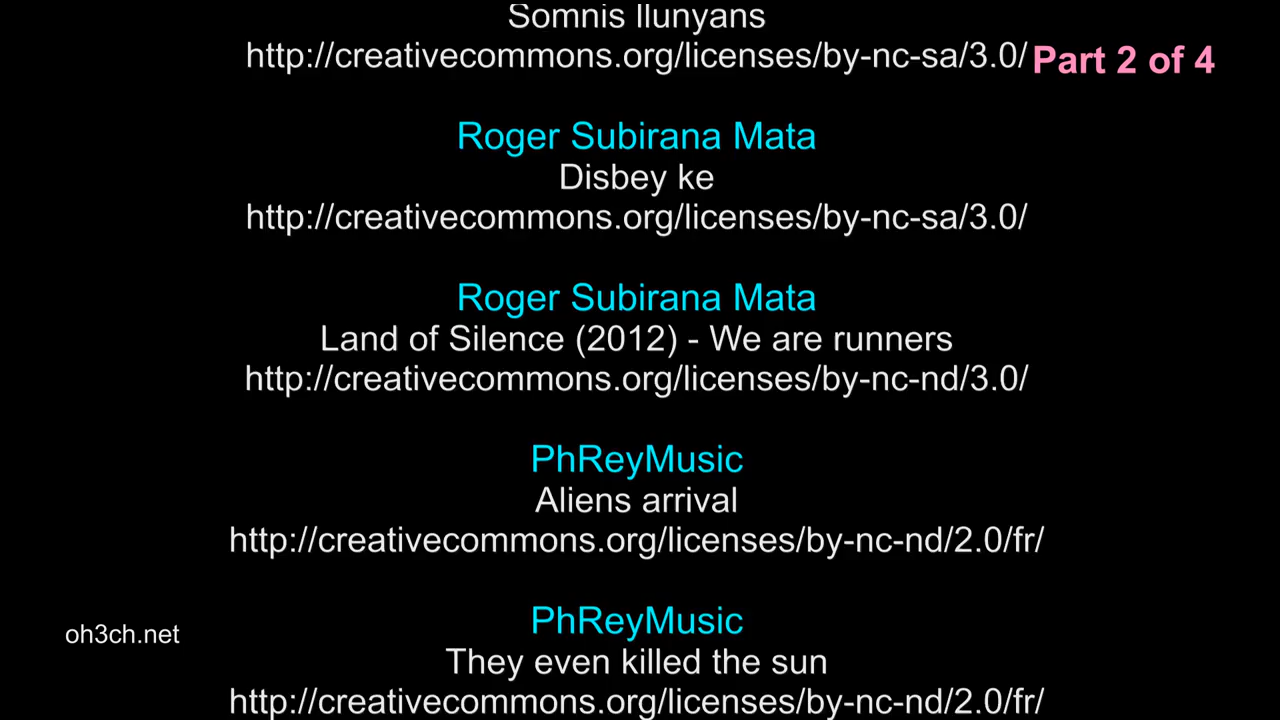 Somnis llunyans
http://creativecommons.org/licenses/by-nc-sa/3.0/
Part 2 of 4
Roger Subirana Mata
Disbey ke
http://creativecommons.org/licenses/by-nc-sa/3.0/
Roger Subirana Mata
Land of Silence (2012) - We are runners
http://creativecommons.org/licenses/by-nc-nd/3.0/
PhReyMusic
Aliens arrival
http://creativecommons.org/licenses/by-nc-nd/2.0/fr/
PhReyMusic
They even killed the sun
http://creativecommons.org/licenses/by-nc-nd/2.0/fr/
oh3ch.net